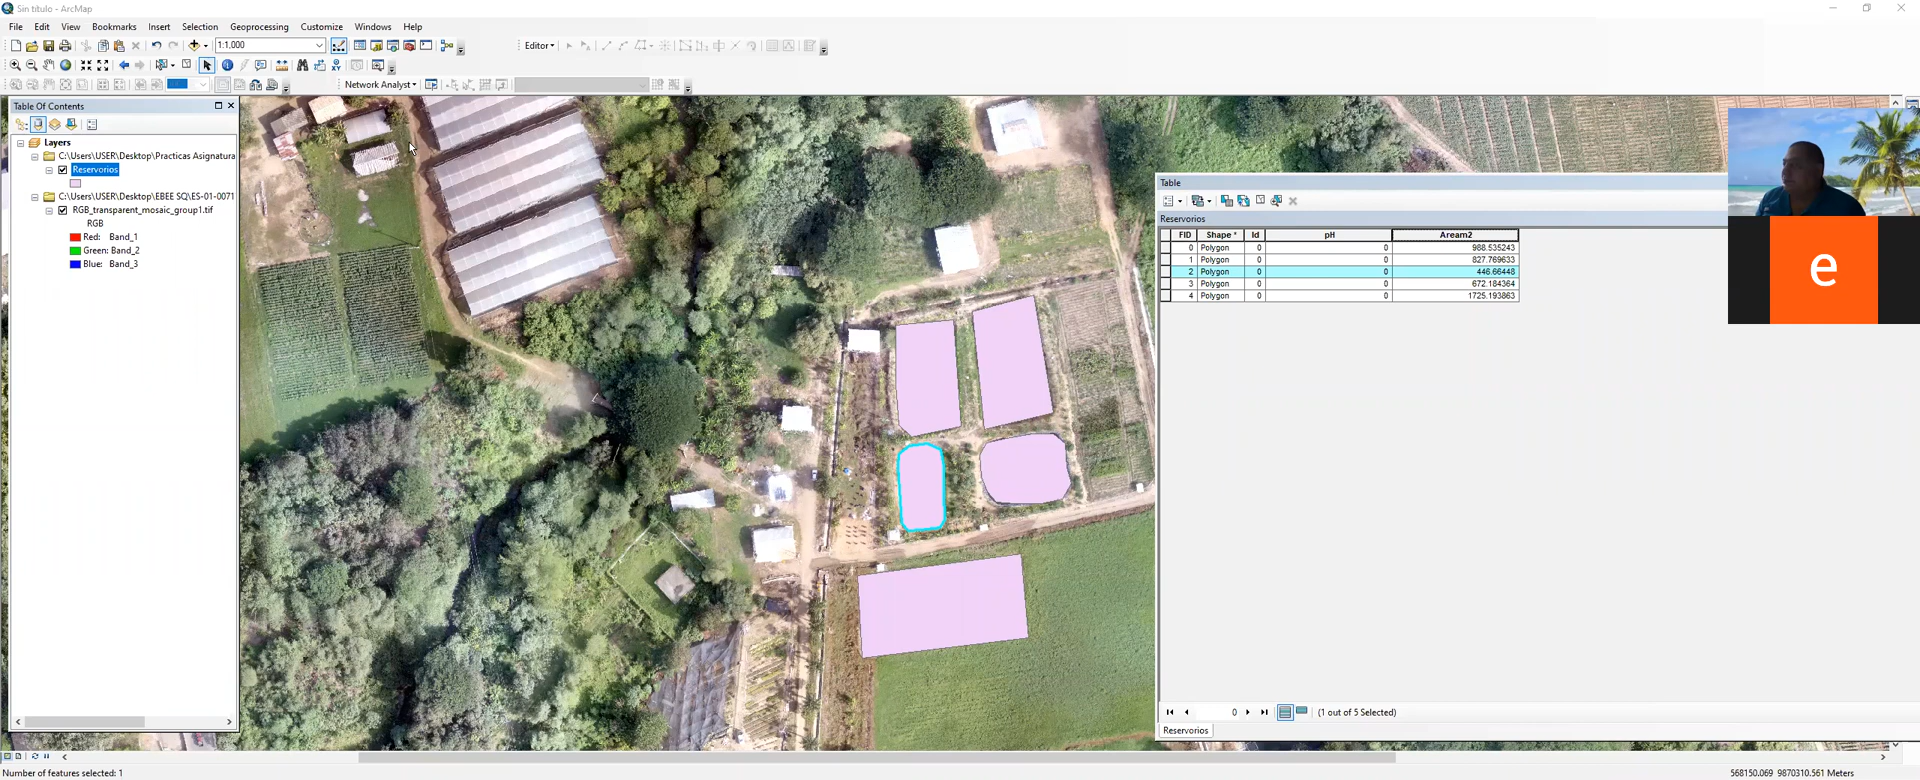 Sin título - ArcMap
File Edit View Bookmarks Insert Selection Geoprocessing Customize Windows Help
1:1,000
Editor
Network Analyst
Table Of Contents
Layers
C:\Users\USER\Desktop\Practicas Asignatura
Reservorios
C:\Users\USER\Desktop\EBEE SQ\ES-01-0071
RGB_transparent_mosaic_group1.tif
RGB
Red: Band_1
Green: Band_2
Blue: Band_3
Table
Reservorios
FID Shape * Id pH Aream2
0 Polygon 0 0 988.535243
1 Polygon 0 0 827.769633
2 Polygon 0 0 446.66448
3 Polygon 0 0 672.184364
4 Polygon 0 0 1725.193863
e
0 (1 out of 5 Selected)
Reservorios
Number of features selected: 1
568150.069 9870310.561 Meters